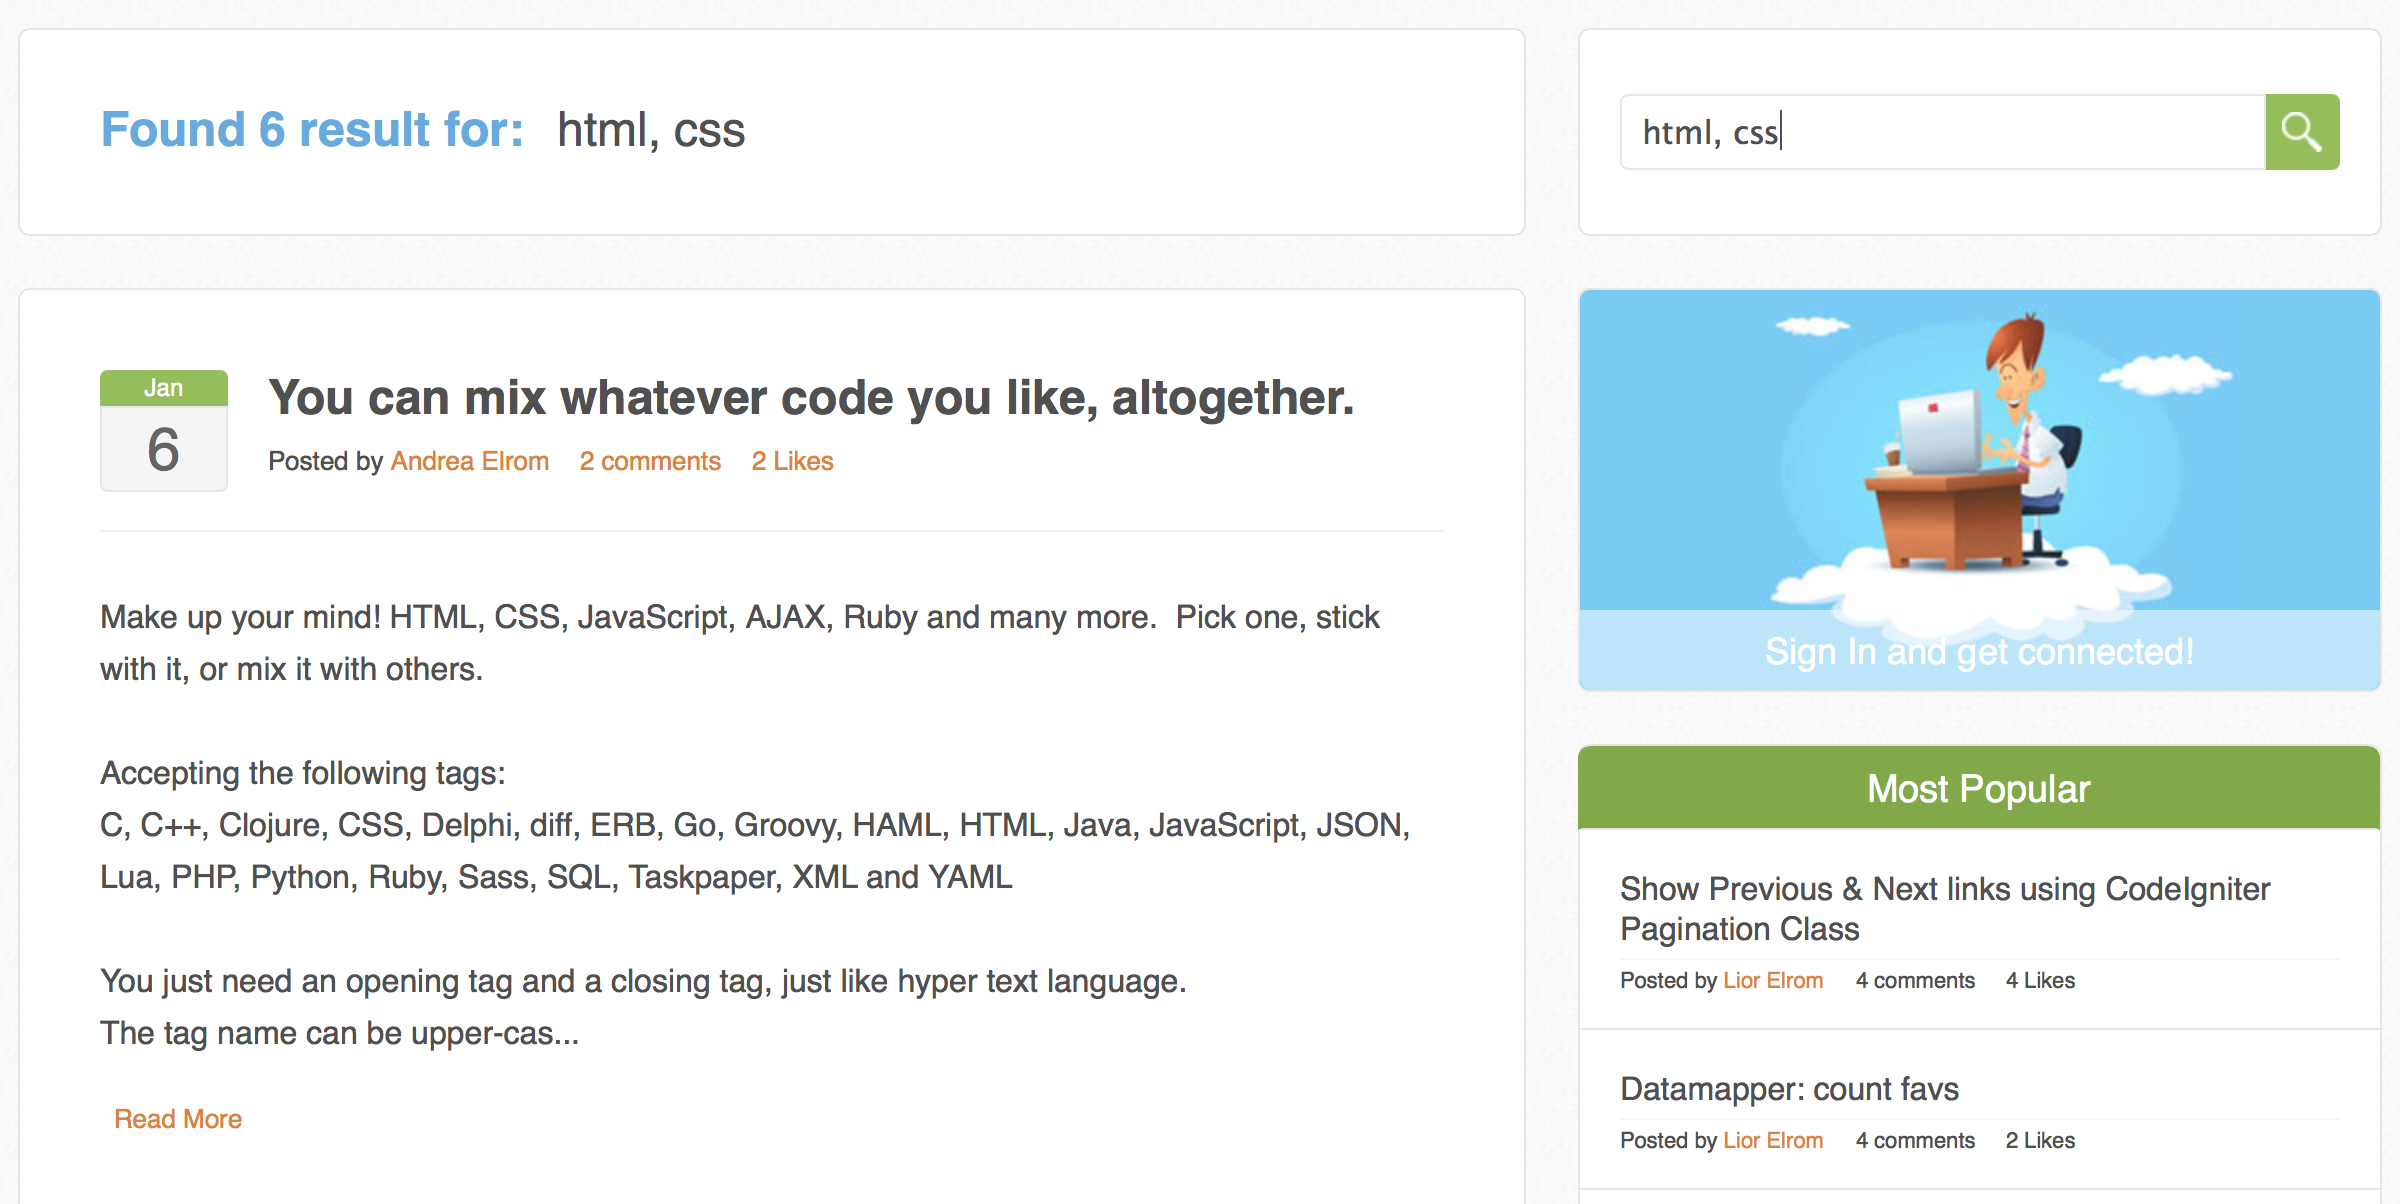 Found 6 result for: html, css
html, css
Jan
6
You can mix whatever code you like, altogether.
Posted by Andrea Elrom 2 comments 2 Likes
Make up your mind! HTML, CSS, JavaScript, AJAX, Ruby and many more.  Pick one, stick
with it, or mix it with others.
Accepting the following tags:
C, C++, Clojure, CSS, Delphi, diff, ERB, Go, Groovy, HAML, HTML, Java, JavaScript, JSON,
Lua, PHP, Python, Ruby, Sass, SQL, Taskpaper, XML and YAML
You just need an opening tag and a closing tag, just like hyper text language.
The tag name can be upper-cas...
Read More
Sign In and get connected!
Most Popular
Show Previous & Next links using CodeIgniter
Pagination Class
Posted by Lior Elrom 4 comments 4 Likes
Datamapper: count favs
Posted by Lior Elrom 4 comments 2 Likes